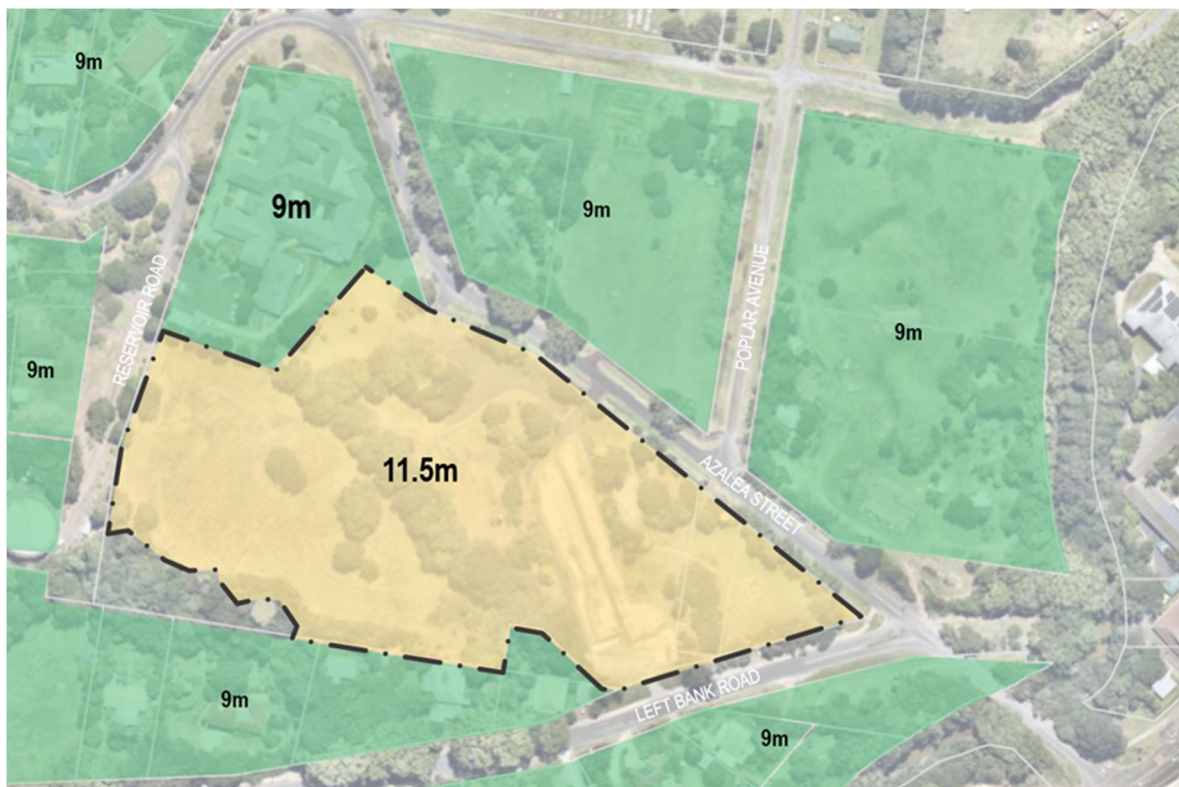 9m
9m
9m
RESERVOIR ROAD
POPLAR AVENUE
9m
9m
11.5m
AZALEA STREET
9m
LEFT BANK ROAD
9m